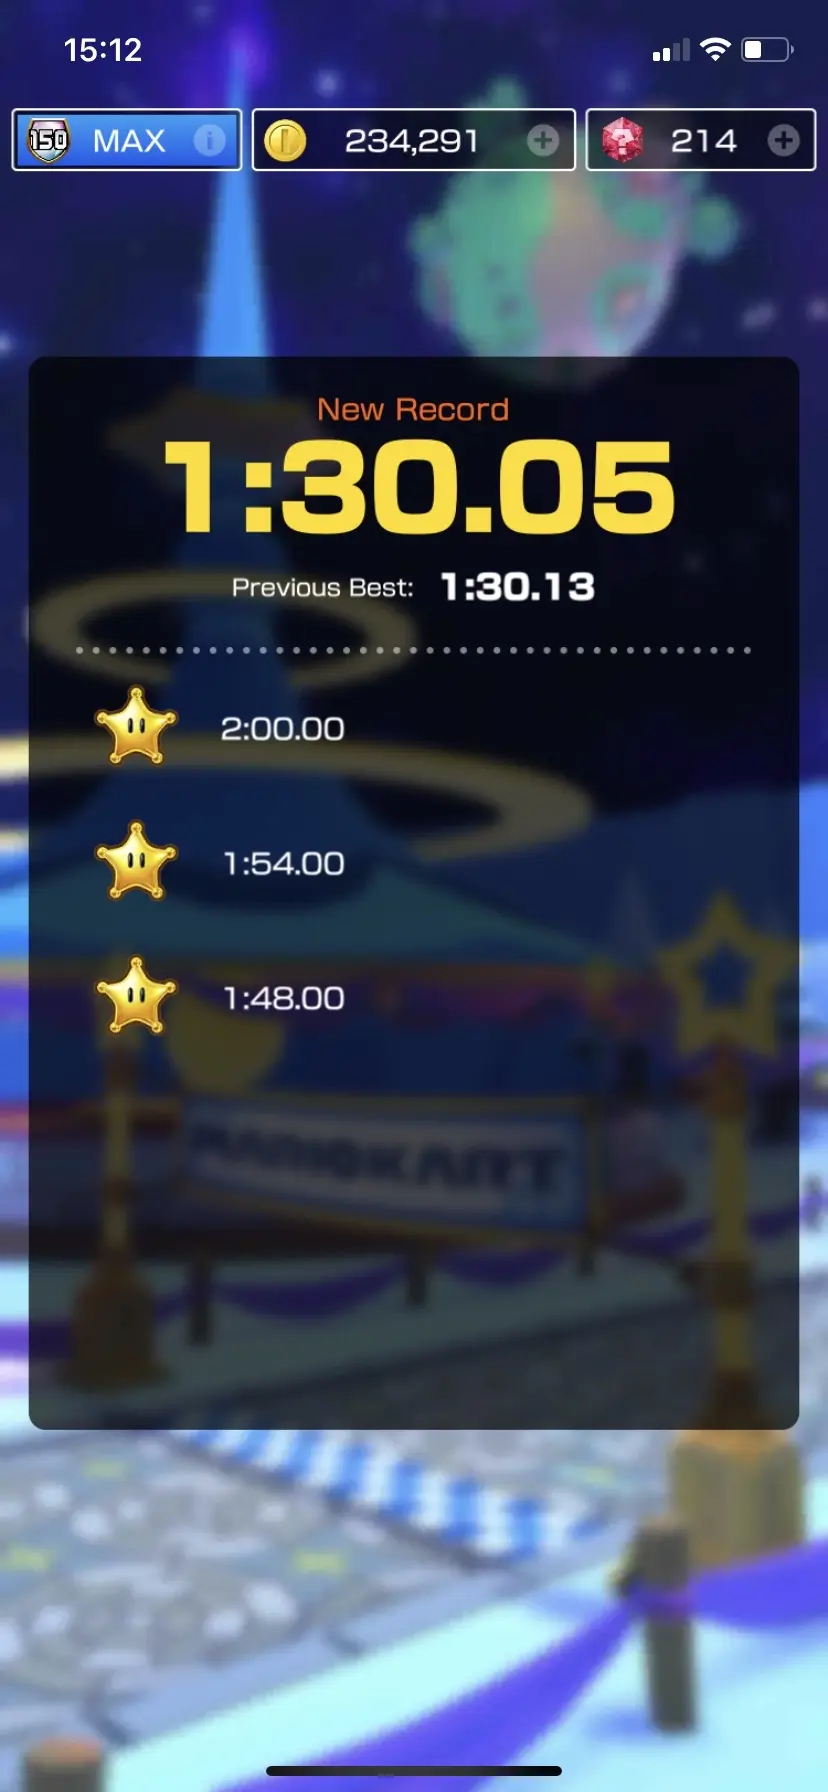 15:12
150 MAX i 234,291 + ? 214 +
New Record
1:30.05
Previous Best: 1:30.13
2:00.00
1:54.00
1:48.00
MARIOKART